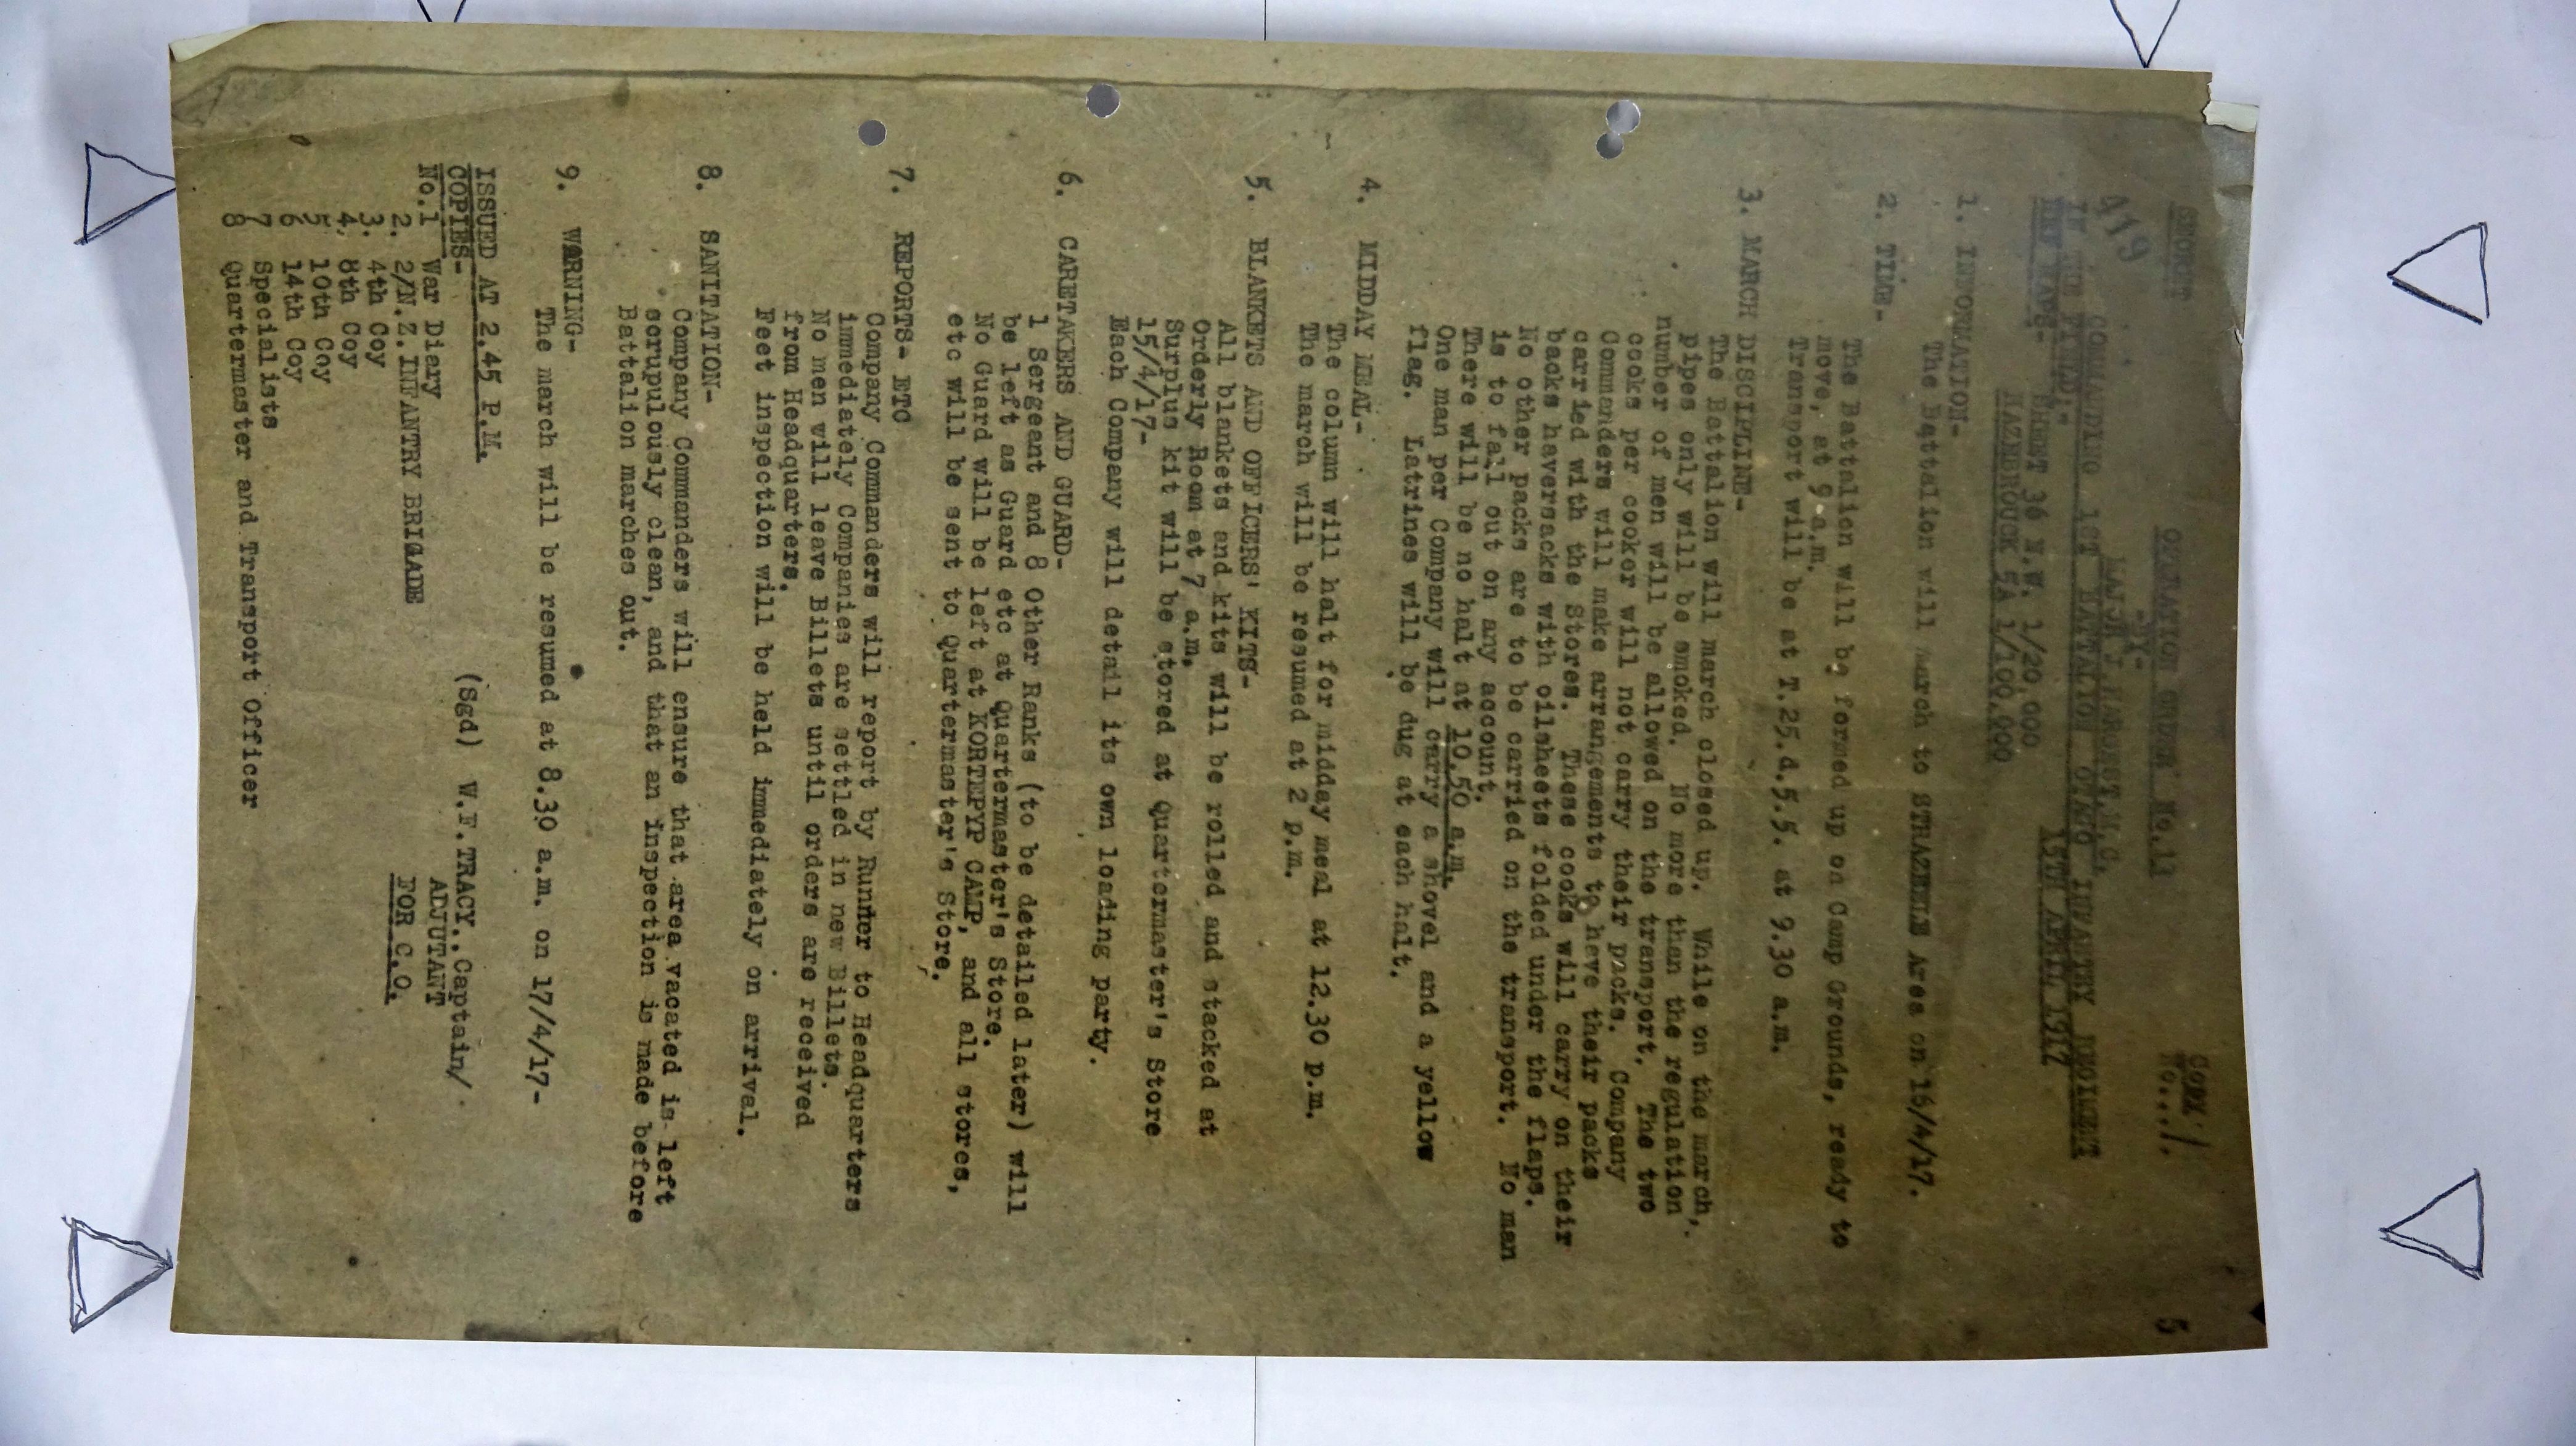 SECRET
COPY
No...1.
5
OPERATION ORDER No.13
-BY-
MAJOR J.HARGEST.M.C.
419
COMMANDING 1ST BATTALION OTAGO INFANTRY REGIMENT
IN THE FIELD:-
15TH APRIL 1917
REF MAPS- SHEET 36 N.W. 1/20,000
HAZEBROUCK 5A 1/100,000
1. INFORMATION-
The Battalion will march to STRAZEELE Area on 16/4/17.
2. TIME-
The Battalion will be formed up on Camp Grounds, ready to
move, at 9 a.m.
Transport will be at T.25.d.5.5. at 9.30 a.m.
3. MARCH DISCIPLINE-
The Battalion will march closed up. While on the march,
pipes only will be smoked. No more than the regulation
number of men will be allowed on the transport. The two
cooks per cooker will not carry their packs. Company
Commanders will make arrangements to have their packs
carried with the Stores. These cooks will carry on their
backs haversacks with oilsheets folded under the flaps.
No other packs are to be carried on the transport. No man
is to fall out on any account.
There will be no halt at 10.50 a.m.
One man per Company will carry a shovel and a yellow
flag. Latrines will be dug at each halt.
4. MIDDAY MEAL-
The column will halt for midday meal at 12.30 p.m.
The march will be resumed at 2 p.m.
5. BLANKETS AND OFFICERS' KITS-
All blankets and kits will be rolled and stacked at
Orderly Room at 7 a.m.
Surplus kit will be stored at Quartermaster's Store
15/4/17-
Each Company will detail its own loading party.
6. CARETAKERS AND GUARD-
1 Sergeant and 8 Other Ranks (to be detailed later) will
be left as Guard etc at Quartermaster's Store.
No Guard will be left at KORTEPYP CAMP, and all stores,
etc will be sent to Quartermaster's Store.
7. REPORTS- ETC
Company Commanders will report by Runner to Headquarters
immediately Companies are settled in new Billets.
No men will leave Billets until orders are received
from Headquarters.
Feet inspection will be held immediately on arrival.
8. SANITATION-
Company Commanders will ensure that area vacated is left
scrupulously clean, and that an inspection is made before
Battalion marches out.
9. WARNING-
The march will be resumed at 8.30 a.m. on 17/4/17-
ISSUED AT 2.45 P.M.
(Sgd) W.F.TRACY..Captain/
ADJUTANT
FOR C.O.
COPIES-
No.1 War Diary
2. 2/N.Z.INFANTRY BRIGADE
3. 4th Coy
4. 8th Coy
5 10th Coy
6 14th Coy
7 Specialists
8 Quartermaster and Transport Officer